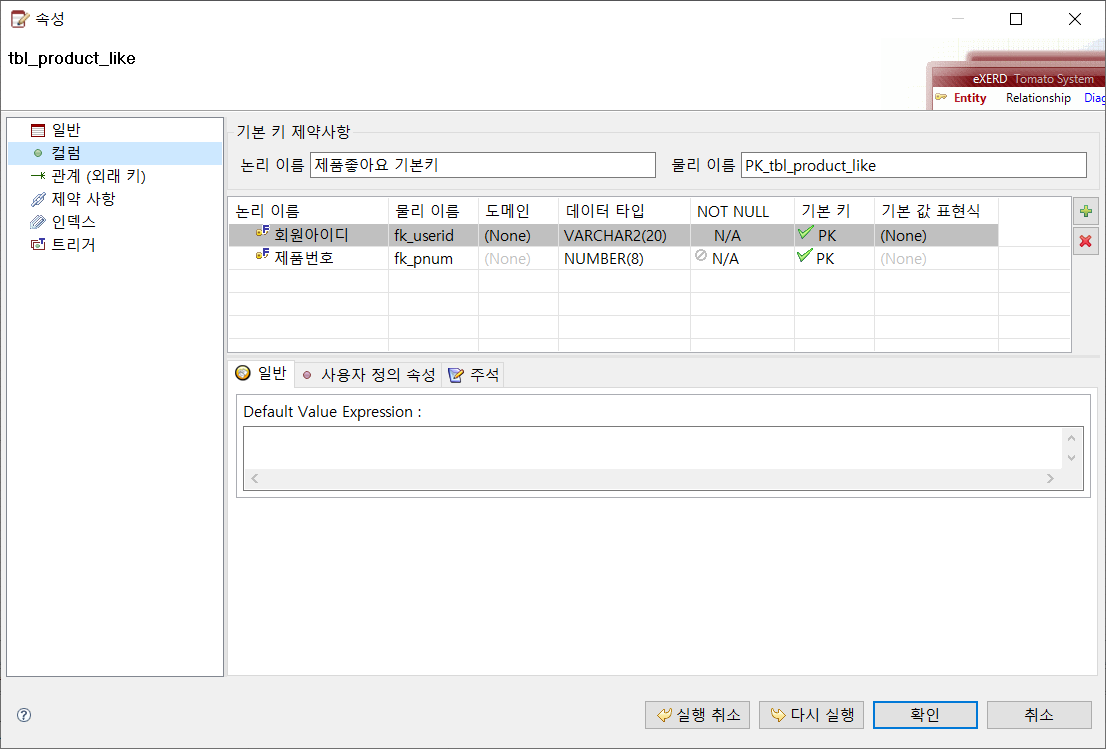 속성
tbl_product_like
eXERD Tomato System
Entity Relationship Diag
일반
컬럼
관계 (외래 키)
제약 사항
인덱스
트리거
기본 키 제약사항
논리 이름 제품좋아요 기본키 물리 이름 PK_tbl_product_like
논리 이름 물리 이름 도메인 데이터 타입 NOT NULL 기본 키 기본 값 표현식
회원아이디 fk_userid (None) VARCHAR2(20) N/A PK (None)
제품번호 fk_pnum (None) NUMBER(8) N/A PK (None)
일반 사용자 정의 속성 주석
Default Value Expression :
실행 취소 다시 실행 확인 취소